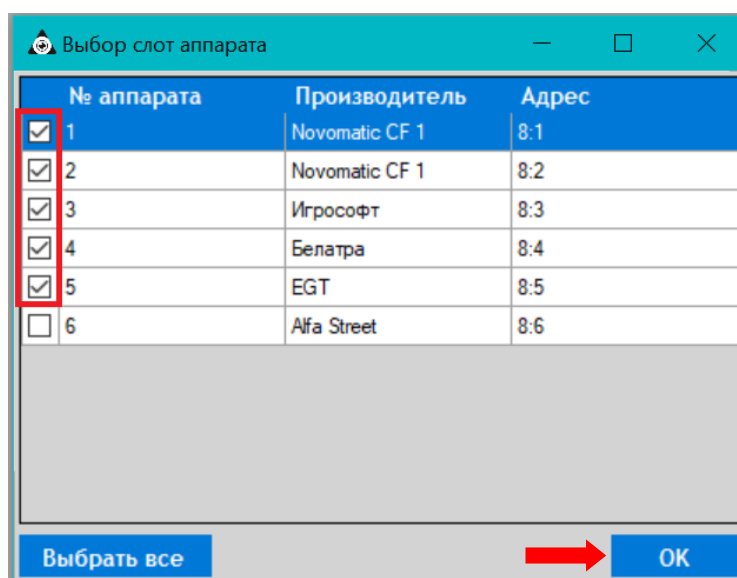 Выбор слот аппарата
№ аппарата Производитель Адрес
1 Novomatic CF 1 8:1
2 Novomatic CF 1 8:2
3 Игрософт 8:3
4 Белатра 8:4
5 EGT 8:5
6 Alfa Street 8:6
Выбрать все OK